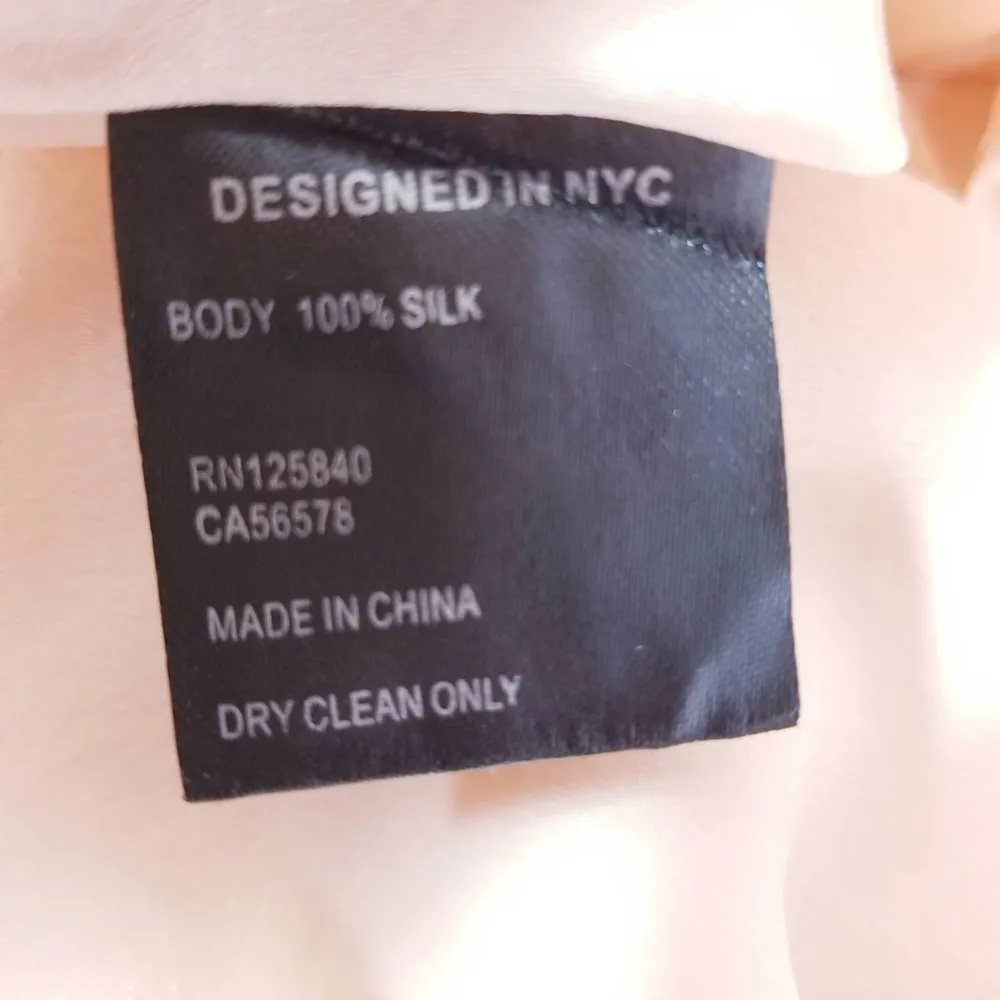 DESIGNED IN NYC
BODY 100% SILK
RN125840
CA56578
MADE IN CHINA
DRY CLEAN ONLY